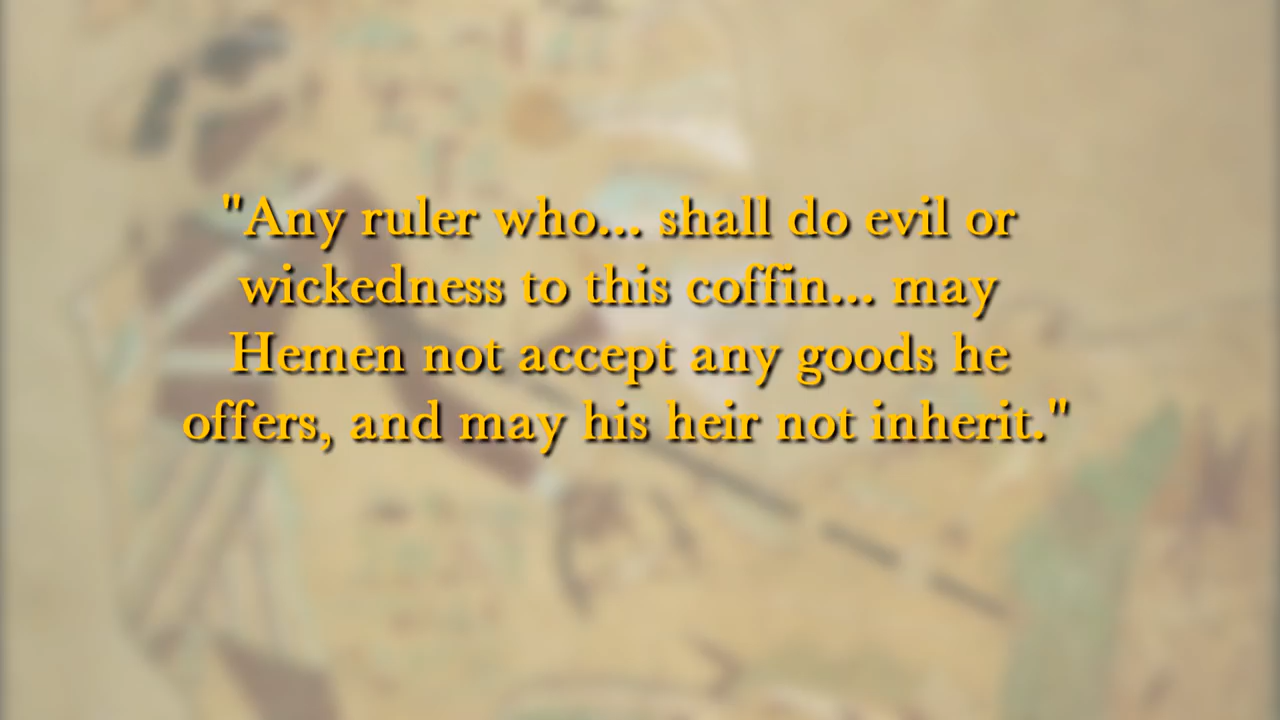 "Any ruler who... shall do evil or
wickedness to this coffin... may
Hemen not accept any goods he
offers, and may his heir not inherit."